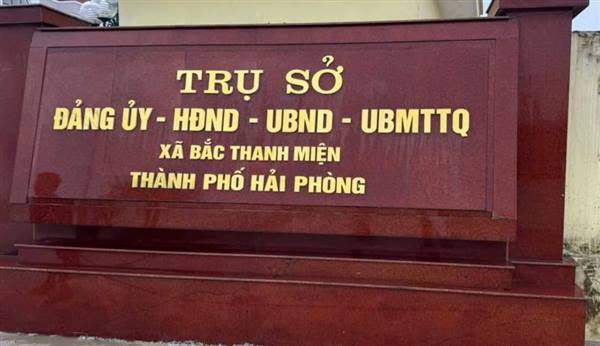 TRỤ SỞ
ĐẢNG ỦY - HĐND - UBND - UBMTTQ
XÃ BẮC THANH MIỆN
THÀNH PHỐ HẢI PHÒNG